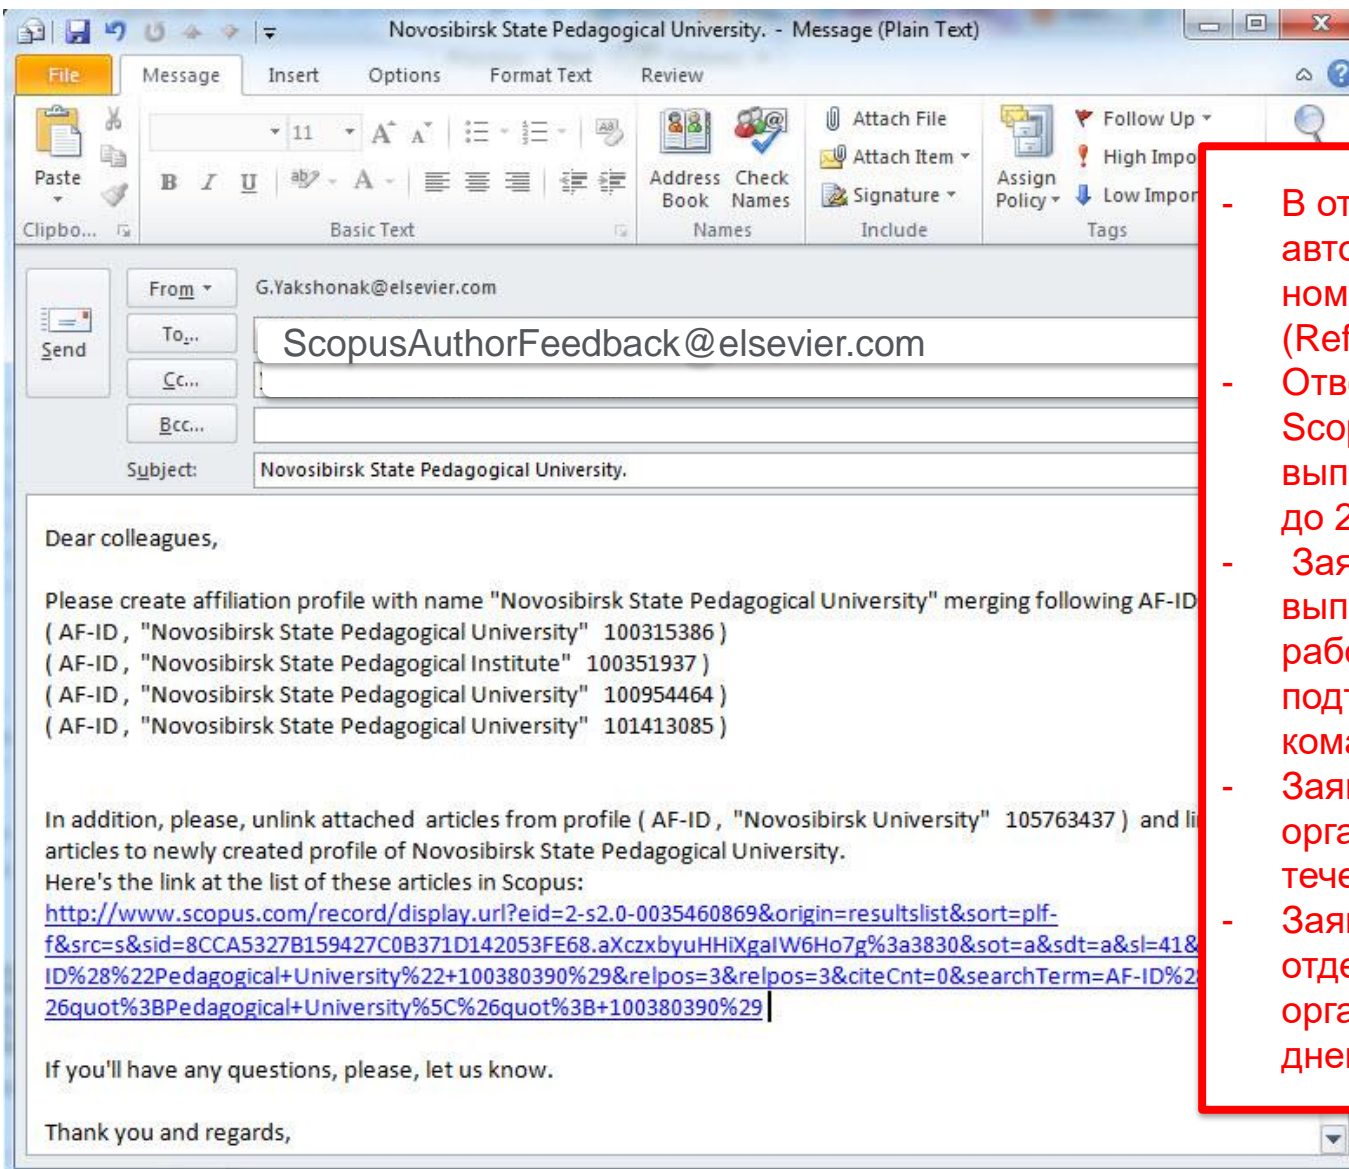 Novosibirsk State Pedagogical University. - Message (Plain Text)
File Message Insert Options Format Text Review
Paste
Clipbo...
11
Basic Text
Address Book
Check Names
Names
Attach File
Attach Item
Signature
Include
Assign Policy
Follow Up
High Impo
Low Impor
Tags
Send
From G.Yakshonak@elsevier.com
To... ScopusAuthorFeedback@elsevier.com
Cc...
Bcc...
Subject: Novosibirsk State Pedagogical University.
Dear colleagues,
Please create affiliation profile with name "Novosibirsk State Pedagogical University" merging following AF-ID
( AF-ID , "Novosibirsk State Pedagogical University" 100315386 )
( AF-ID , "Novosibirsk State Pedagogical Institute" 100351937 )
( AF-ID , "Novosibirsk State Pedagogical University" 100954464 )
( AF-ID , "Novosibirsk State Pedagogical University" 101413085 )
In addition, please, unlink attached articles from profile ( AF-ID , "Novosibirsk University" 105763437 ) and li
articles to newly created profile of Novosibirsk State Pedagogical University.
Here's the link at the list of these articles in Scopus:
http://www.scopus.com/record/display.url?eid=2-s2.0-0035460869&origin=resultslist&sort=plf-
f&src=s&sid=8CCA5327B159427C0B371D142053FE68.aXczxbyuHHiXgaIW6Ho7g%3a3830&sot=a&sdt=a&sl=41&
ID%28%22Pedagogical+University%22+100380390%29&relpos=3&relpos=3&citeCnt=0&searchTerm=AF-ID%28
26quot%3BPedagogical+University%5C%26quot%3B+100380390%29
If you'll have any questions, please, let us know.
Thank you and regards,
- В от
авто
ном
(Ref
- Отв
Scop
вып
до 2
- Зая
вып
раб
подт
кома
- Заяв
орга
тече
- Заяв
отде
орга
дней